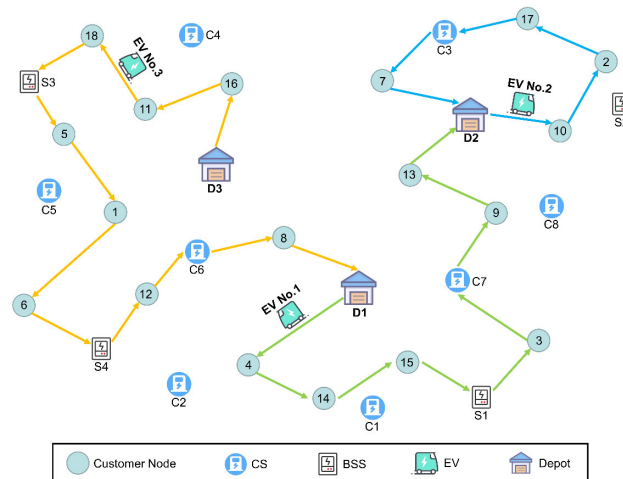 17
18
C4
C3
2
EV No.3
S3
7
16
EV No.2
11
D2
10
5
D3
13
C5
1
9
C8
8
C6
C7
6
12
EV No.1
D1
S4
3
4
15
C2
14
C1
S1
Customer Node
CS
BSS
EV
Depot